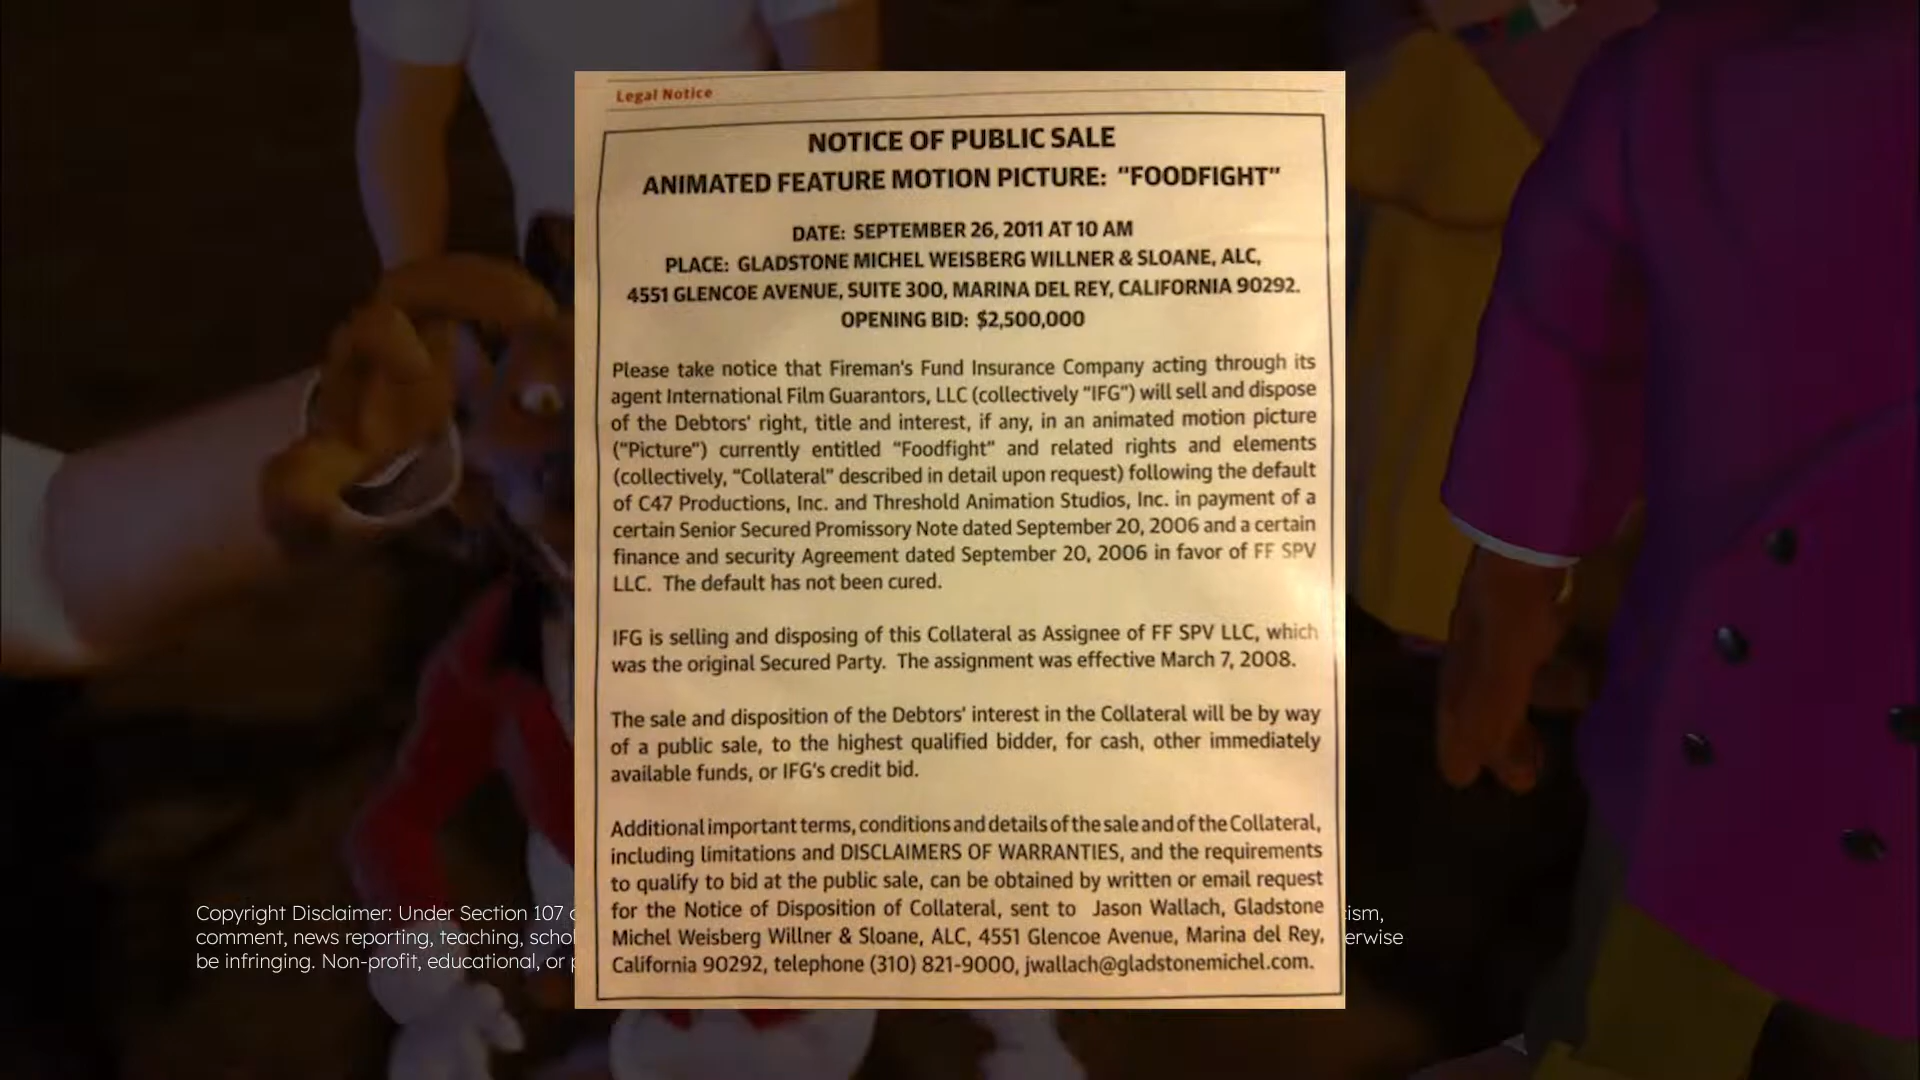 Legal Notice
NOTICE OF PUBLIC SALE
ANIMATED FEATURE MOTION PICTURE: "FOODFIGHT"
DATE: SEPTEMBER 26, 2011 AT 10 AM
PLACE: GLADSTONE MICHEL WEISBERG WILLNER & SLOANE, ALC,
4551 GLENCOE AVENUE, SUITE 300, MARINA DEL REY, CALIFORNIA 90292.
OPENING BID: $2,500,000
Please take notice that Fireman's Fund Insurance Company acting through its
agent International Film Guarantors, LLC (collectively "IFG") will sell and dispose
of the Debtors' right, title and interest, if any, in an animated motion picture
("Picture") currently entitled "Foodfight" and related rights and elements
(collectively, "Collateral" described in detail upon request) following the default
of C47 Productions, Inc. and Threshold Animation Studios, Inc. in payment of a
certain Senior Secured Promissory Note dated September 20, 2006 and a certain
finance and security Agreement dated September 20, 2006 in favor of FF SPV
LLC. The default has not been cured.
IFG is selling and disposing of this Collateral as Assignee of FF SPV LLC, which
was the original Secured Party. The assignment was effective March 7, 2008.
The sale and disposition of the Debtors' interest in the Collateral will be by way
of a public sale, to the highest qualified bidder, for cash, other immediately
available funds, or IFG's credit bid.
Additional important terms, conditions and details of the sale and of the Collateral,
including limitations and DISCLAIMERS OF WARRANTIES, and the requirements
to qualify to bid at the public sale, can be obtained by written or email request
for the Notice of Disposition of Collateral, sent to Jason Wallach, Gladstone
Michel Weisberg Willner & Sloane, ALC, 4551 Glencoe Avenue, Marina del Rey,
California 90292, telephone (310) 821-9000, jwallach@gladstonemichel.com.
Copyright Disclaimer: Under Section 107
comment, news reporting, teaching,
be infringing. Non-profit, educational, or